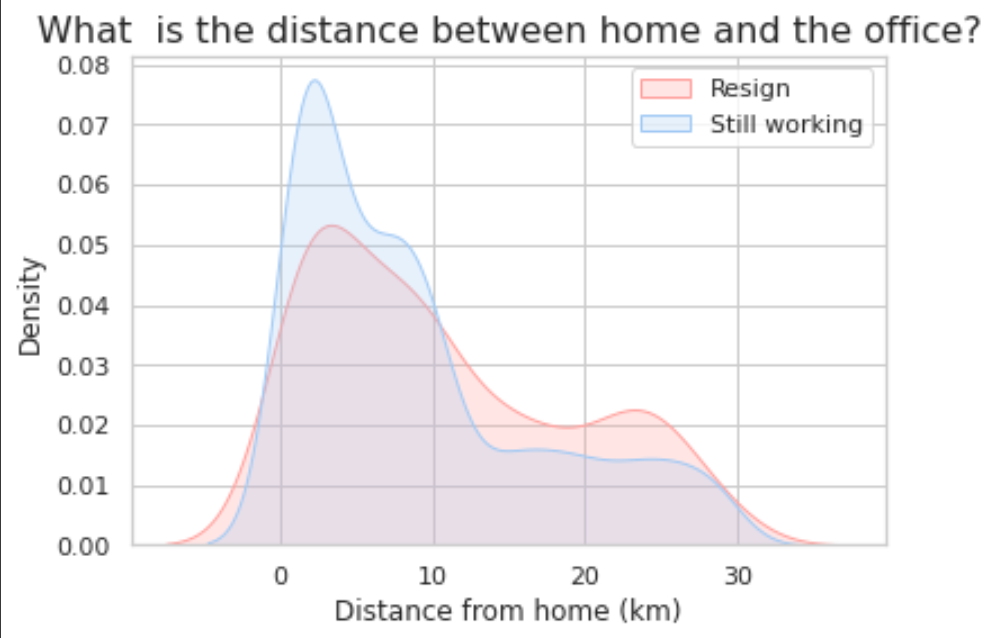 What  is the distance between home and the office?
0.08
0.07
0.06
0.05
0.04
0.03
0.02
0.01
0.00
Density
Resign
Still working
0 10 20 30
Distance from home (km)